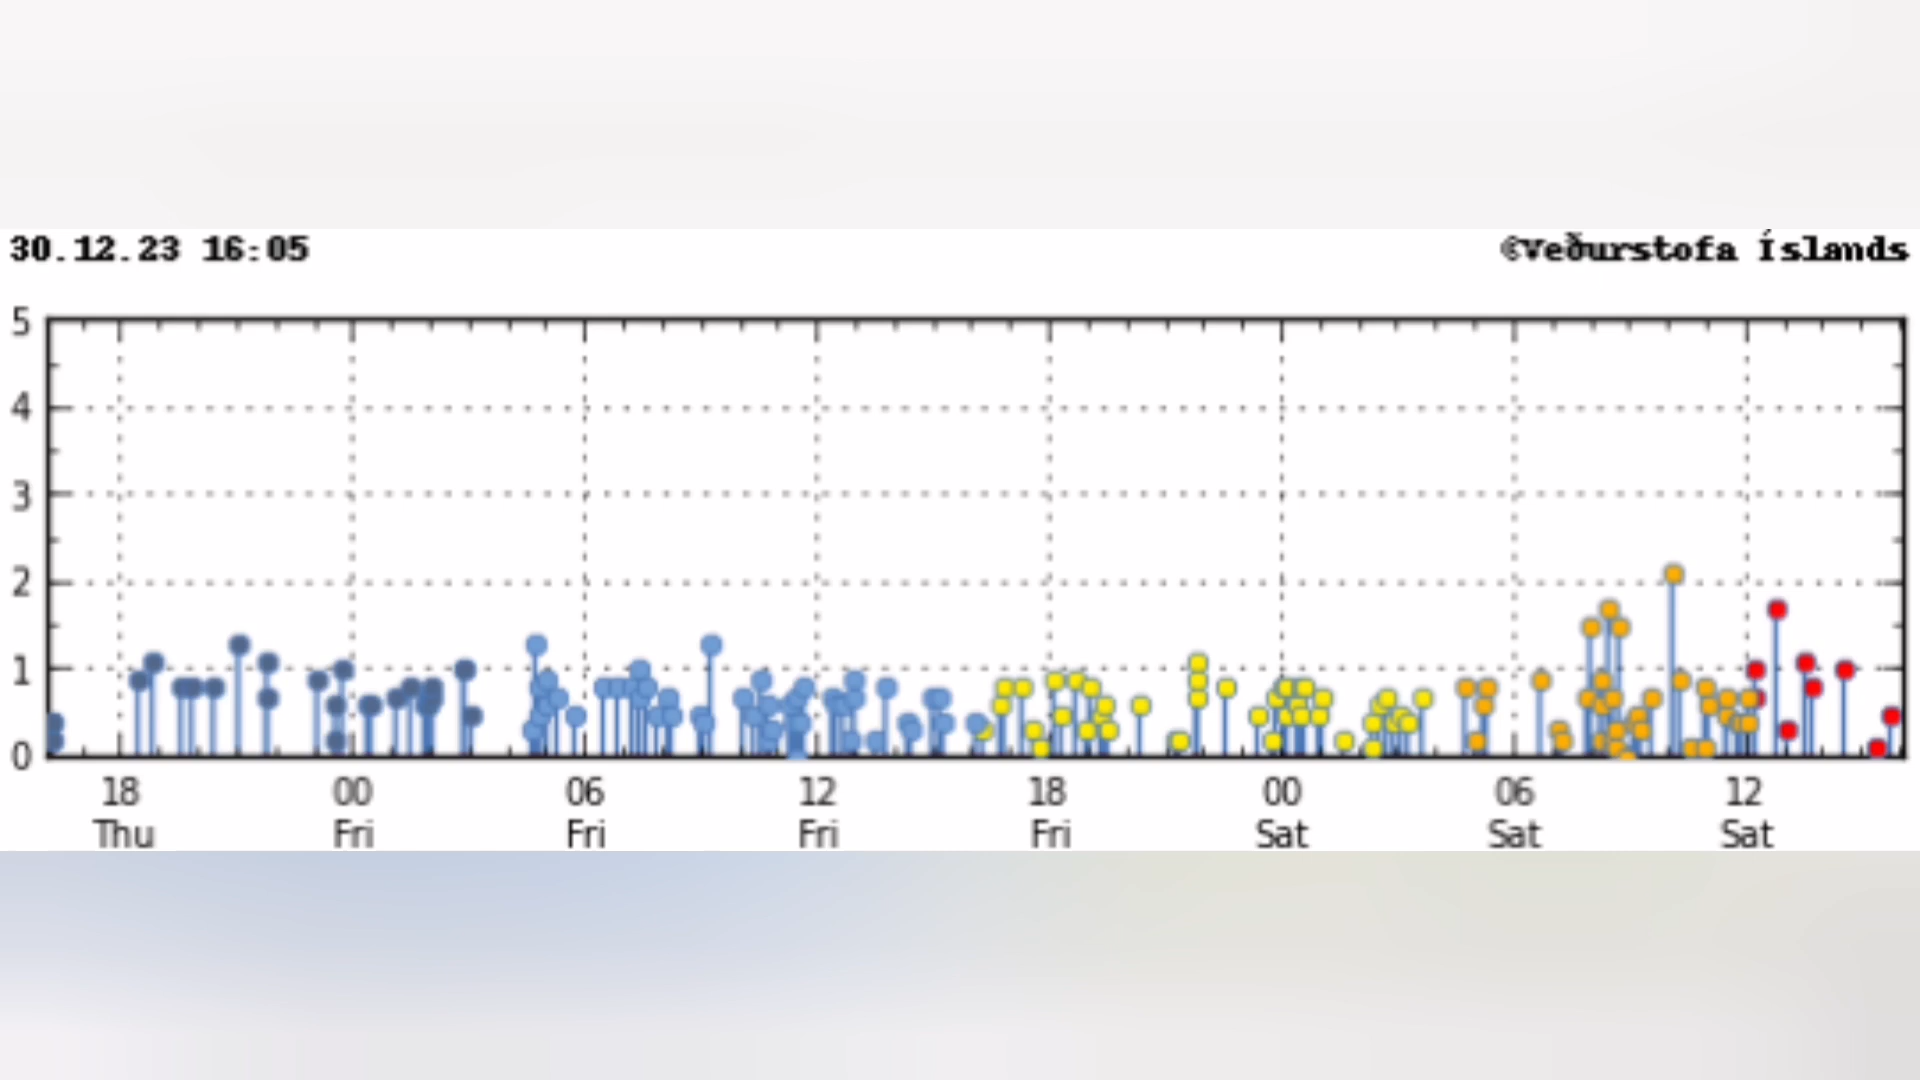 30.12.23 16:05
©Veðurstofa Íslands
5
4
3
2
1
0
18 00 06 12 18 00 06 12
Thu Fri Fri Fri Fri Sat Sat Sat